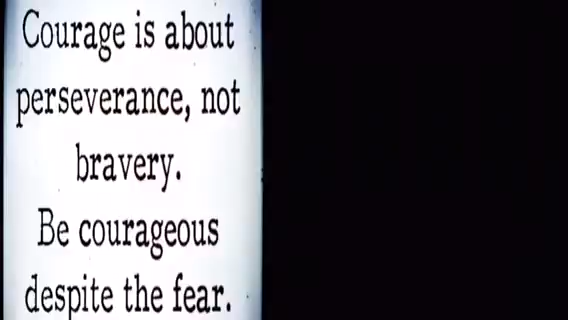 Courage is about
perseverance, not
bravery.
Be courageous
despite the fear.